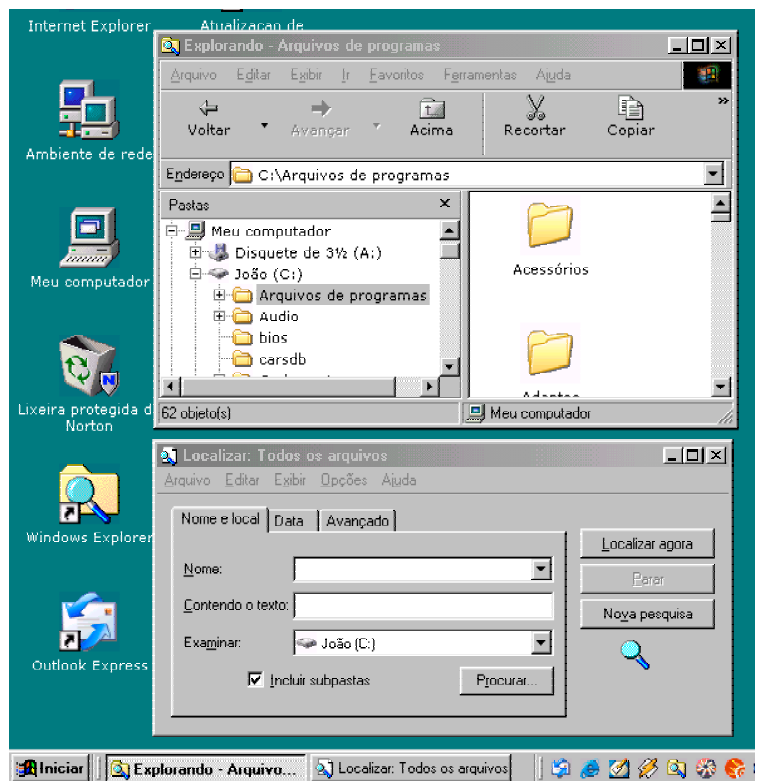 Internet Explorer
Atualizacao de
Ambiente de rede
Meu computador
Lixeira protegida d
Norton
Windows Explorer
Outlook Express
Explorando - Arquivos de programas
Arquivo Editar Exibir Ir Favoritos Ferramentas Ajuda
Voltar Avançar Acima Recortar Copiar »
Endereço C:\Arquivos de programas
Pastas ×
Meu computador
Disquete de 3½ (A:)
João (C:)
Arquivos de programas
Audio
bios
carsdb
Acessórios
62 objeto(s) Meu computador
Localizar: Todos os arquivos
Arquivo Editar Exibir Opções Ajuda
Nome e local Data Avançado
Nome:
Contendo o texto:
Examinar: João (C:)
Incluir subpastas
Procurar...
Localizar agora
Parar
Nova pesquisa
Iniciar Explorando - Arquivo... Localizar: Todos os arquivos